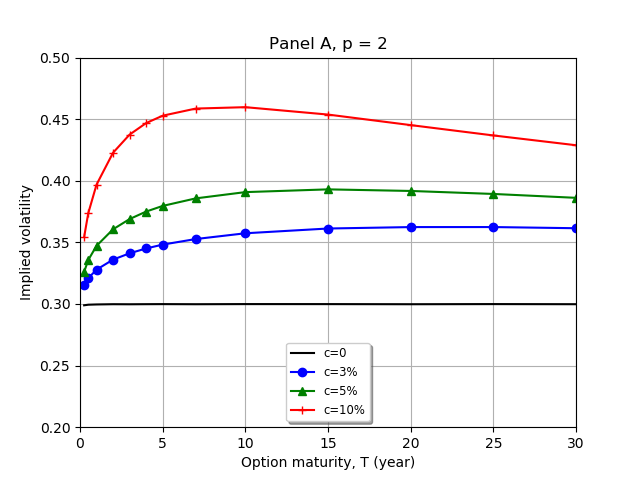 Panel A, p = 2
0.50
0.45
0.40
0.35
0.30
0.25
0.20
Implied volatility
c=0
c=3%
c=5%
c=10%
0 5 10 15 20 25 30
Option maturity, T (year)